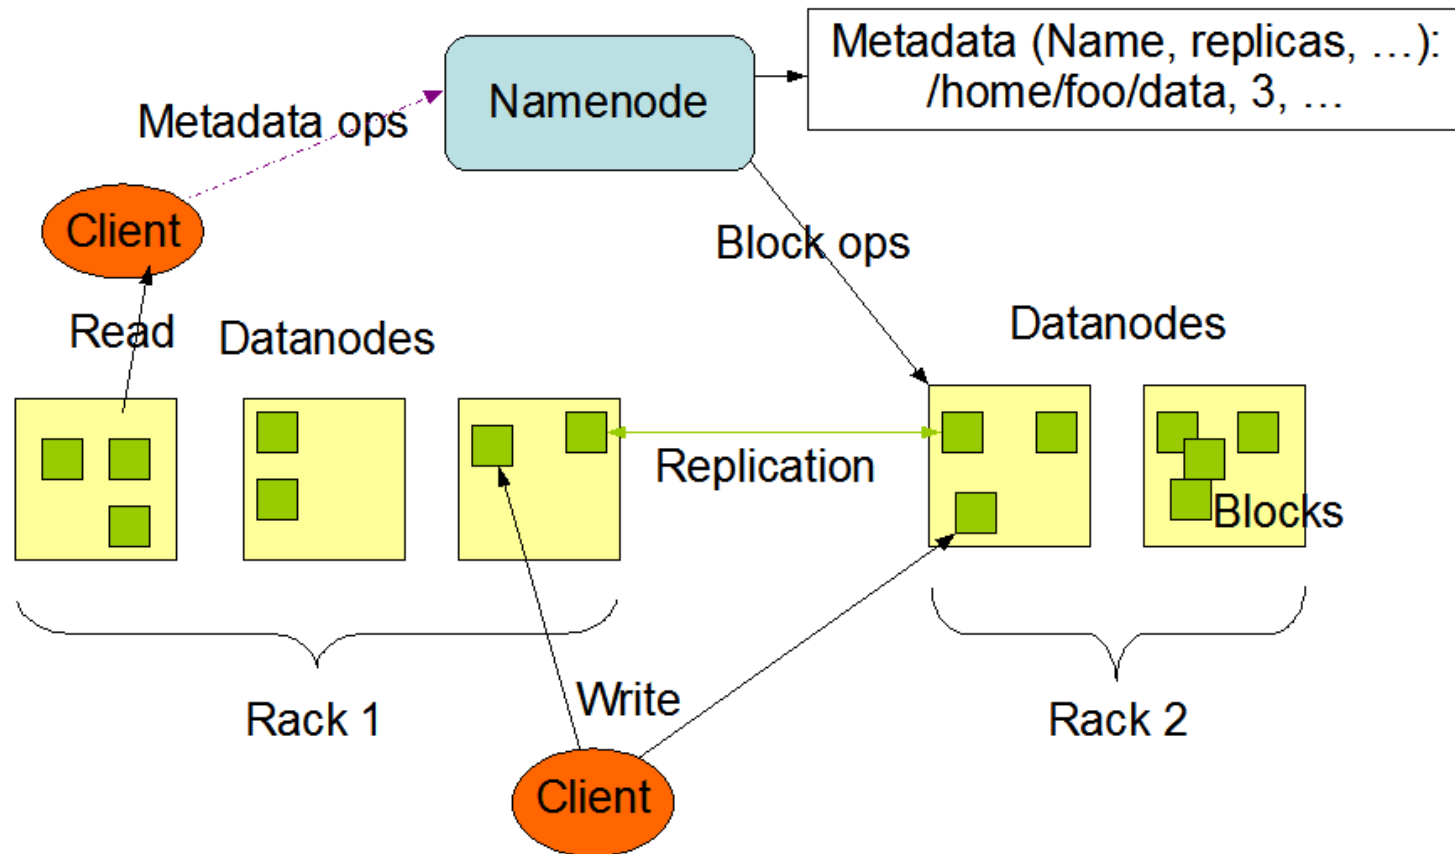 Metadata (Name, replicas, …):
/home/foo/data, 3, …
Namenode
Metadata ops
Client
Block ops
Read
Datanodes
Datanodes
Replication
Blocks
Rack 1
Write
Rack 2
Client